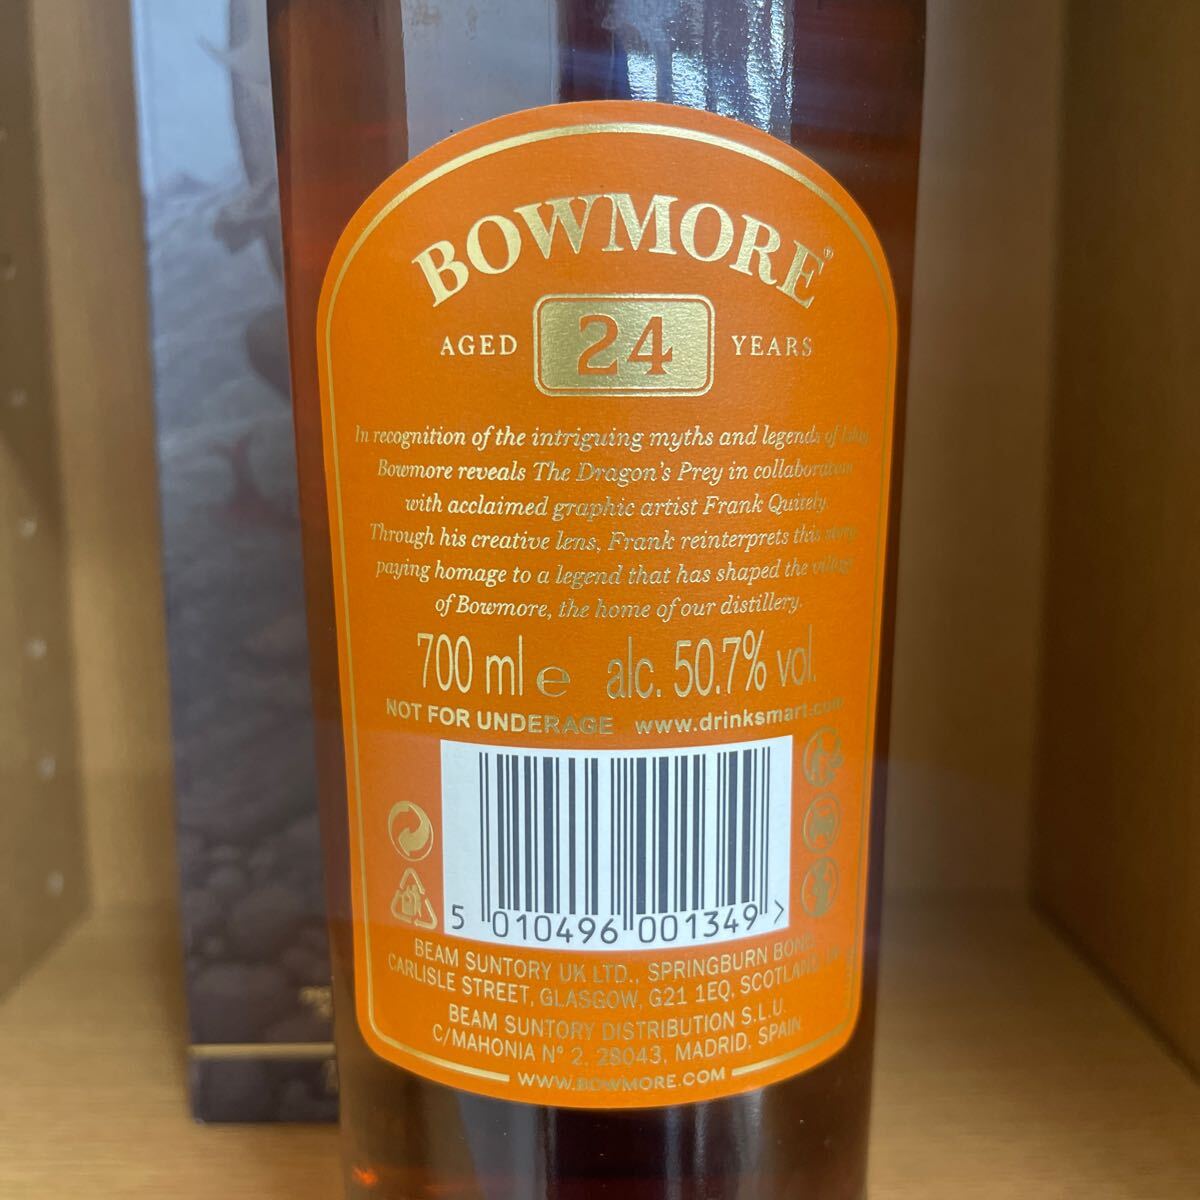 BOWMORE®
AGED 24 YEARS
In recognition of the intriguing myths and legends of Islay
Bowmore reveals The Dragon's Prey in collaboration
with acclaimed graphic artist Frank Quitely.
Through his creative lens, Frank reinterprets this story
paying homage to a legend that has shaped the village
of Bowmore, the home of our distillery.
700 ml ℮ alc. 50.7% vol.
NOT FOR UNDERAGE www.drinksmart.com
5 010496 001349 >
BEAM SUNTORY UK LTD., SPRINGBURN BOND,
CARLISLE STREET, GLASGOW, G21 1EQ, SCOTLAND,
BEAM SUNTORY DISTRIBUTION S.L.U.
C/MAHONIA Nº 2, 28043, MADRID, SPAIN
WWW.BOWMORE.COM